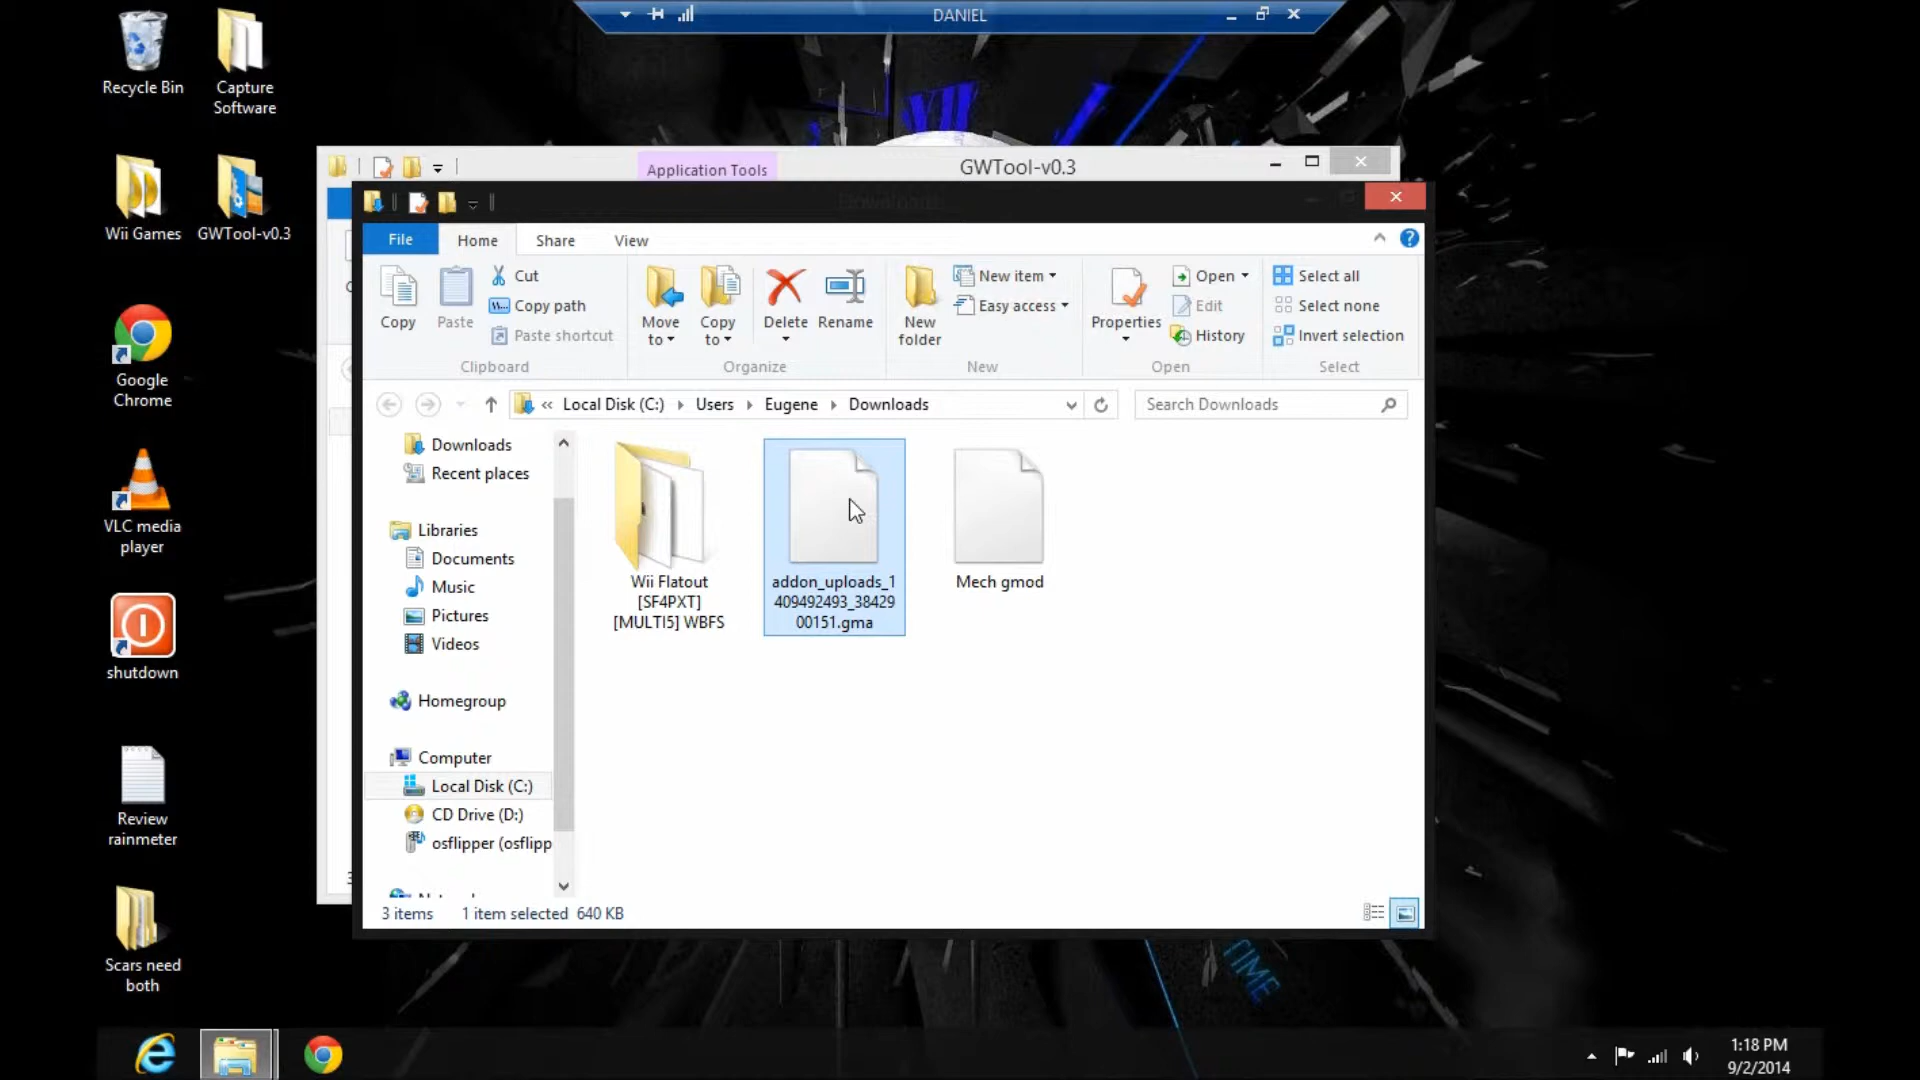 DANIEL
Recycle Bin
Capture
Software
Wii Games
GWTool-v0.3
Google
Chrome
VLC media
player
shutdown
Review
rainmeter
Scars need
both
Application Tools
GWTool-v0.3
Downloads
File
Home
Share
View
Copy
Paste
Cut
Copy path
Paste shortcut
Clipboard
Move
to
Copy
to
Delete
Rename
Organize
New
folder
New item
Easy access
New
Properties
Open
Edit
History
Open
Select all
Select none
Invert selection
Select
« Local Disk (C:)
Users
Eugene
Downloads
Search Downloads
Downloads
Recent places
Libraries
Documents
Music
Pictures
Videos
Homegroup
Computer
Local Disk (C:)
CD Drive (D:)
osflipper (osflipp
Wii Flatout
[SF4PXT]
[MULTI5] WBFS
addon_uploads_1
409492493_38429
00151.gma
Mech gmod
3 items
1 item selected 640 KB
TIME
1:18 PM
9/2/2014